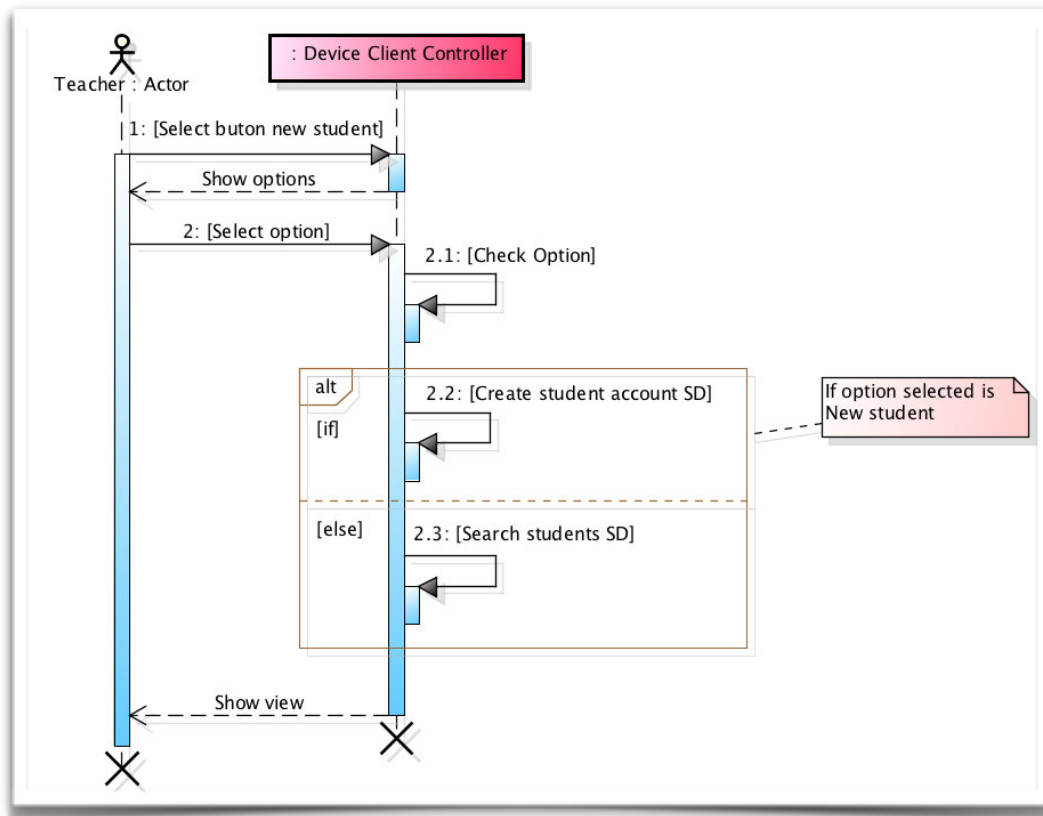 Teacher : Actor
: Device Client Controller
1: [Select buton new student]
Show options
2: [Select option]
2.1: [Check Option]
alt
2.2: [Create student account SD]
[if]
If option selected is
New student
[else]
2.3: [Search students SD]
Show view